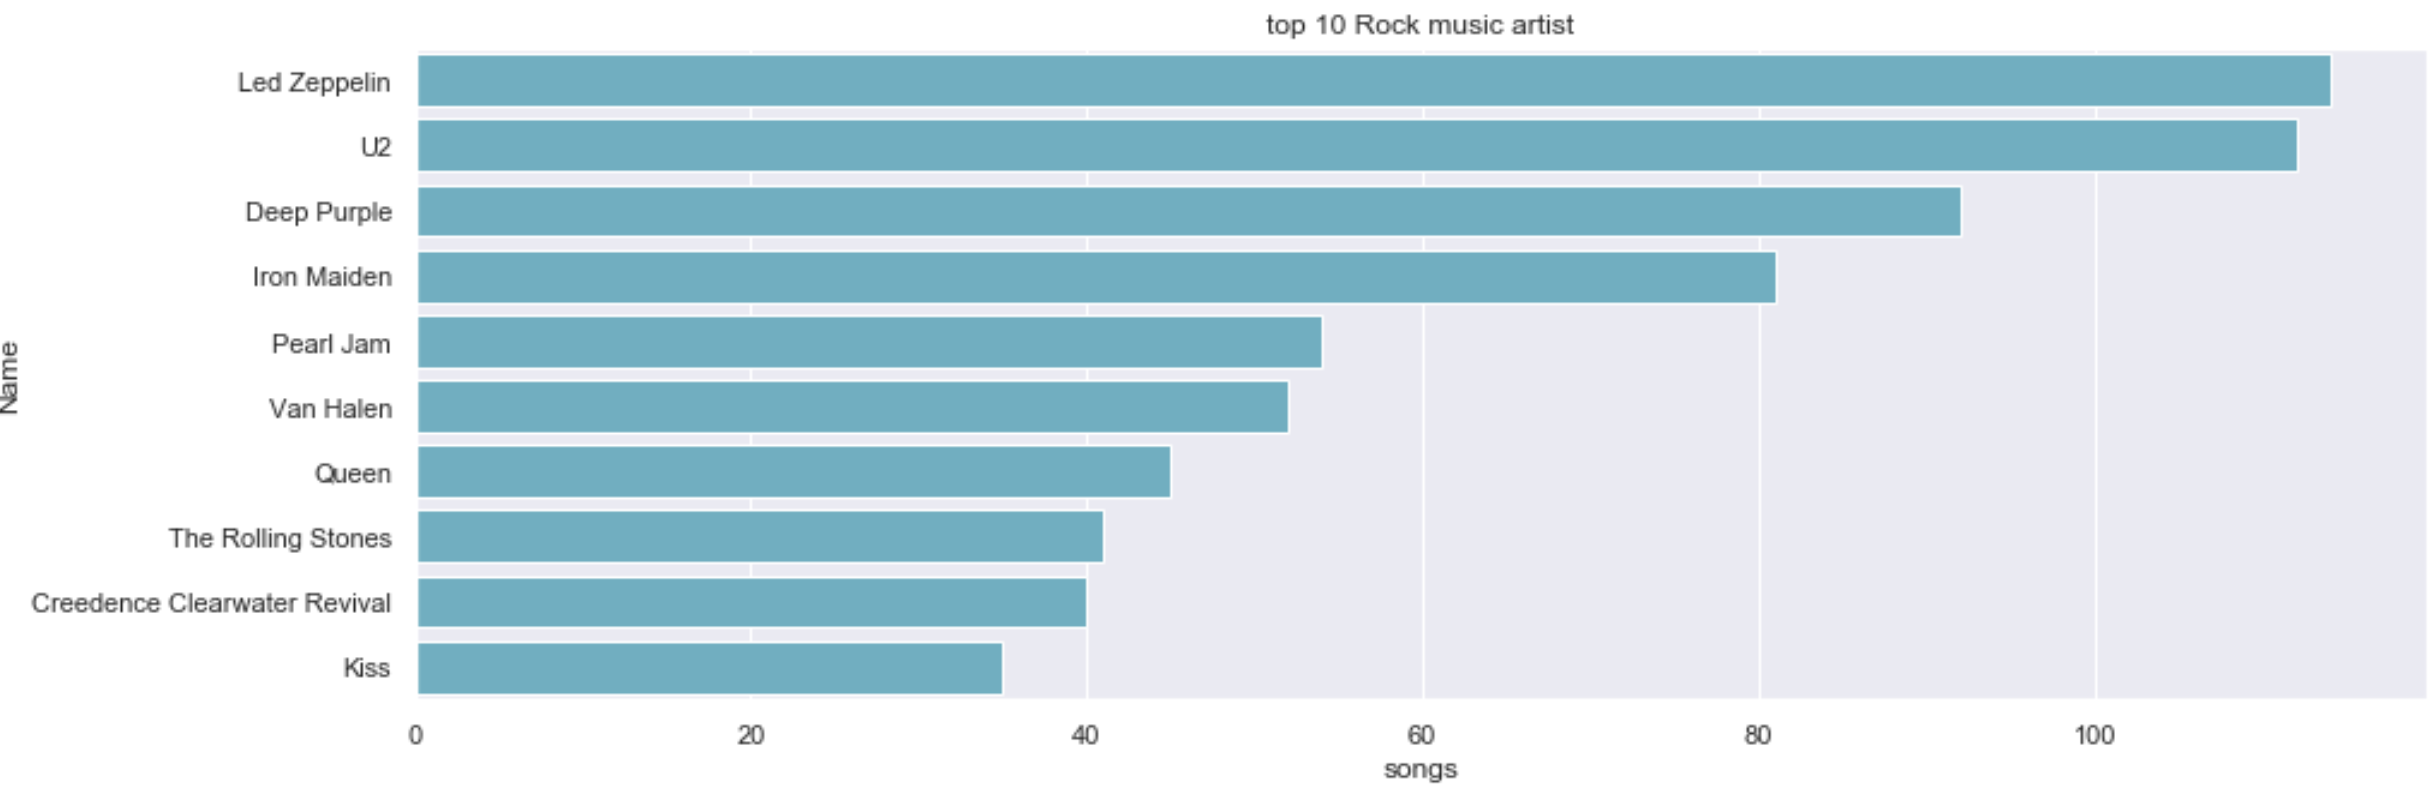 top 10 Rock music artist
Led Zeppelin
U2
Deep Purple
Iron Maiden
Pearl Jam
Van Halen
Queen
The Rolling Stones
Creedence Clearwater Revival
Kiss
Name
0 20 40 60 80 100
songs